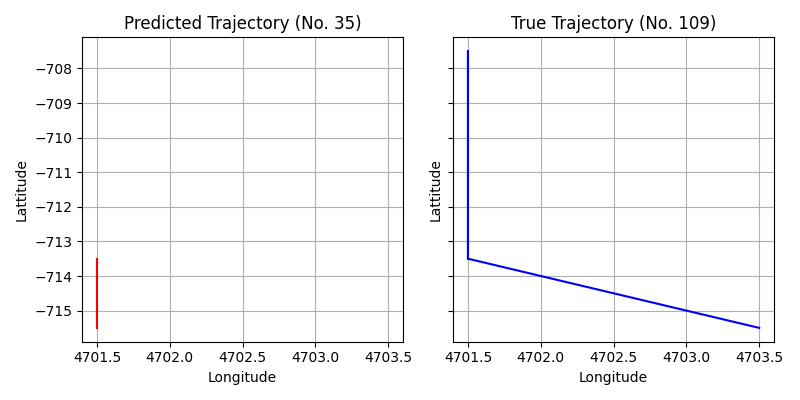 Predicted Trajectory (No. 35)
True Trajectory (No. 109)
−708
−709
−710
−711
−712
−713
−714
−715
Lattitude
Lattitude
4701.5 4702.0 4702.5 4703.0 4703.5
4701.5 4702.0 4702.5 4703.0 4703.5
Longitude
Longitude